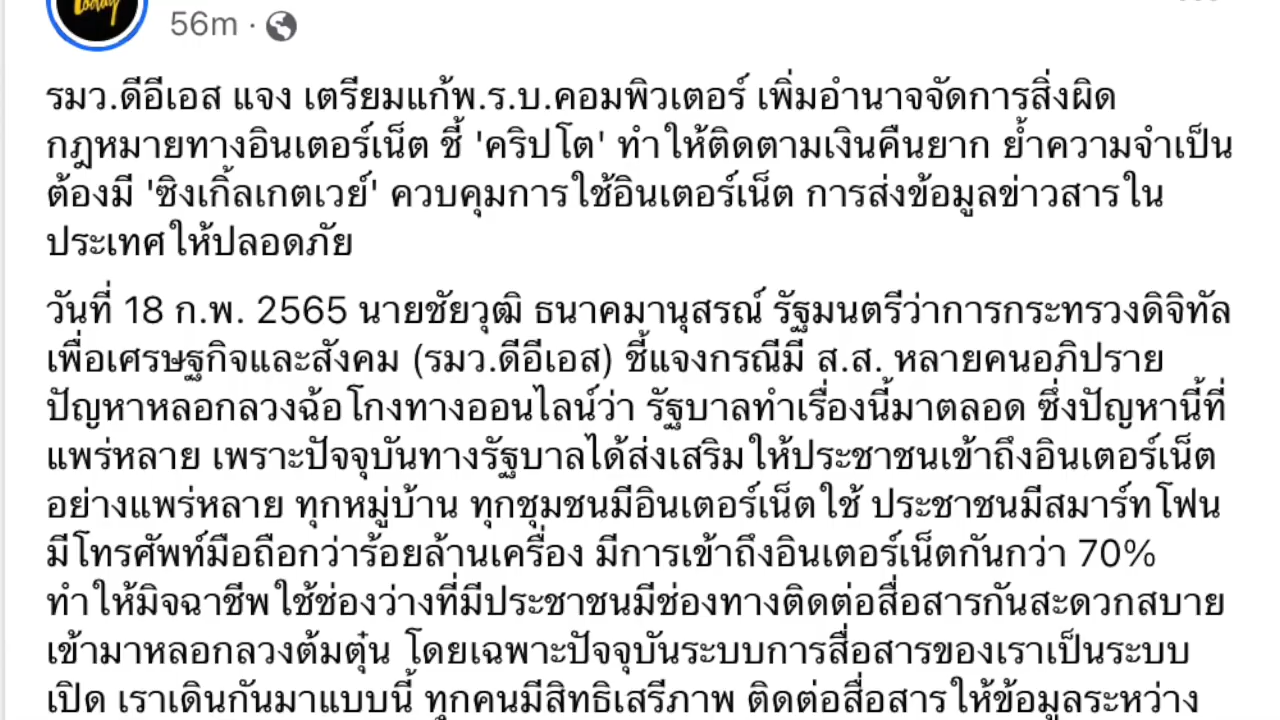 Today
56m ·
รมว.ดีอีเอส แจง เตรียมแก้พ.ร.บ.คอมพิวเตอร์ เพิ่มอำนาจจัดการสิ่งผิด
กฎหมายทางอินเตอร์เน็ต ชี้ 'คริปโต' ทำให้ติดตามเงินคืนยาก ย้ำความจำเป็น
ต้องมี 'ซิงเกิ้ลเกตเวย์' ควบคุมการใช้อินเตอร์เน็ต การส่งข้อมูลข่าวสารใน
ประเทศให้ปลอดภัย
วันที่ 18 ก.พ. 2565 นายชัยวุฒิ ธนาคมานุสรณ์ รัฐมนตรีว่าการกระทรวงดิจิทัล
เพื่อเศรษฐกิจและสังคม (รมว.ดีอีเอส) ชี้แจงกรณีมี ส.ส. หลายคนอภิปราย
ปัญหาหลอกลวงฉ้อโกงทางออนไลน์ว่า รัฐบาลทำเรื่องนี้มาตลอด ซึ่งปัญหานี้ที่
แพร่หลาย เพราะปัจจุบันทางรัฐบาลได้ส่งเสริมให้ประชาชนเข้าถึงอินเตอร์เน็ต
อย่างแพร่หลาย ทุกหมู่บ้าน ทุกชุมชนมีอินเตอร์เน็ตใช้ ประชาชนมีสมาร์ทโฟน
มีโทรศัพท์มือถือกว่าร้อยล้านเครื่อง มีการเข้าถึงอินเตอร์เน็ตกันกว่า 70%
ทำให้มิจฉาชีพใช้ช่องว่างที่มีประชาชนมีช่องทางติดต่อสื่อสารกันสะดวกสบาย
เข้ามาหลอกลวงต้มตุ๋น โดยเฉพาะปัจจุบันระบบการสื่อสารของเราเป็นระบบ
เปิด เราเดินกันมาแบบนี้ ทุกคนมีสิทธิเสรีภาพ ติดต่อสื่อสารให้ข้อมูลระหว่าง